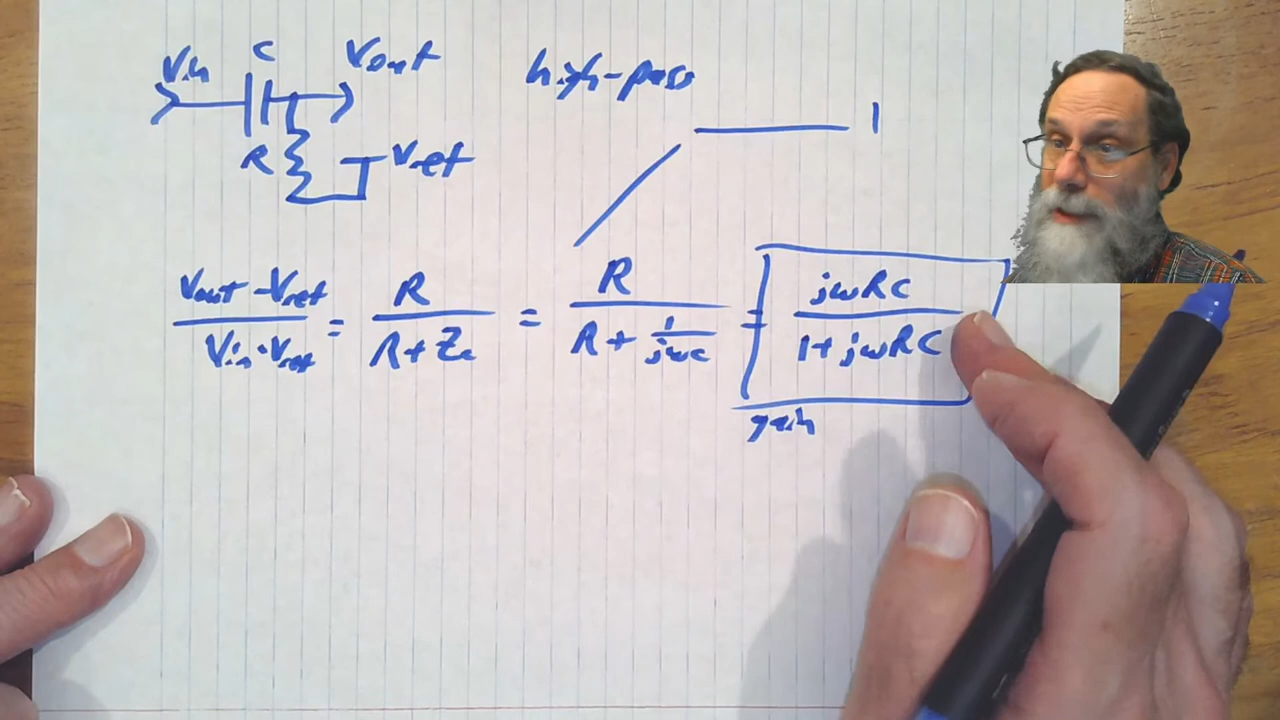 Vin C Vout high-pass
R Vref 1
(Vout - Vref) / (Vin - Vref) = R / (R + Zc) = R / (R + 1/(jωC)) = jωRC / (1 + jωRC)
gain